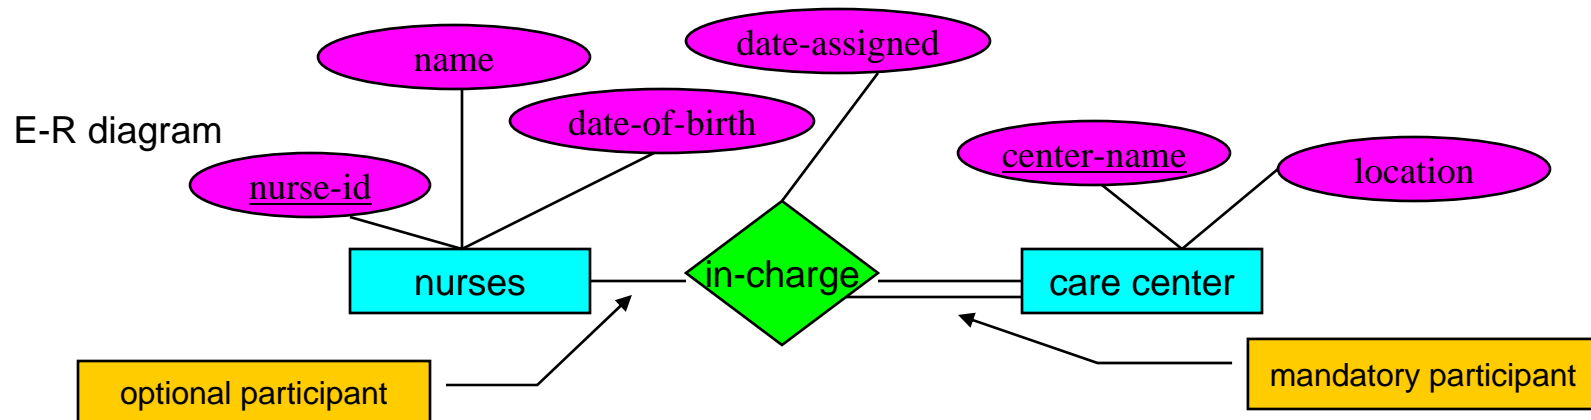 name
date-assigned
E-R diagram
date-of-birth
nurse-id
center-name
location
nurses
in-charge
care center
optional participant
mandatory participant